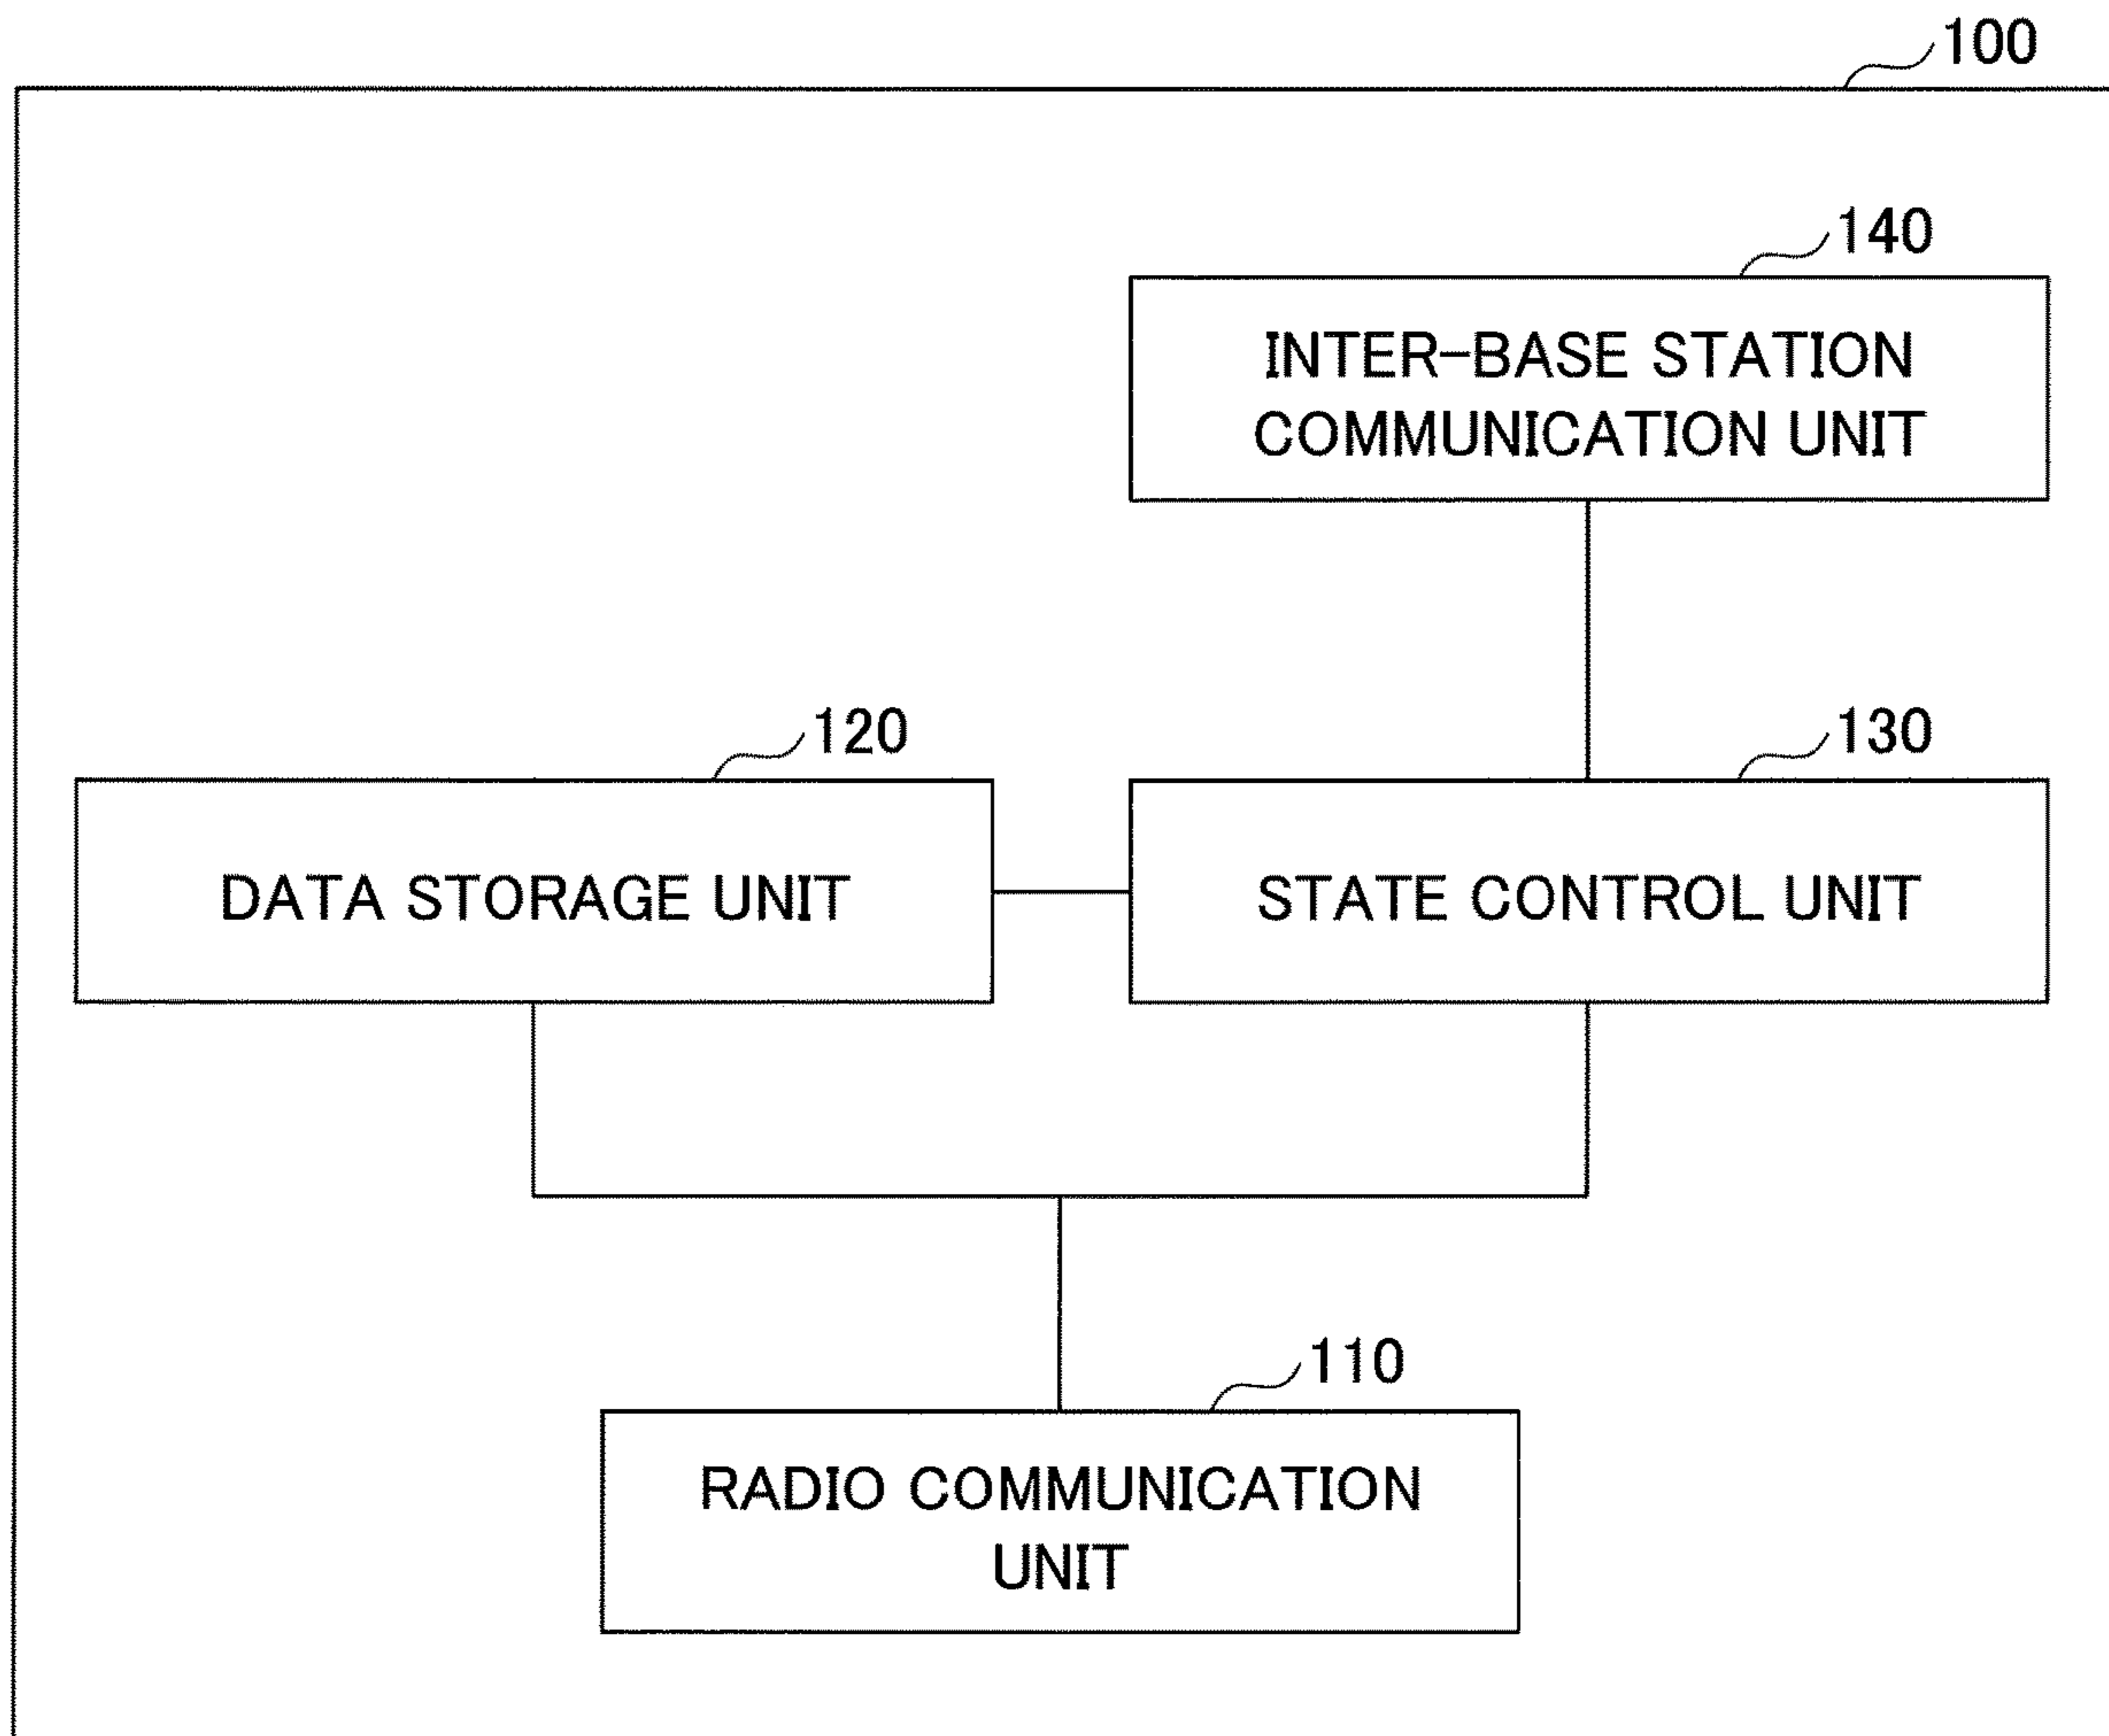 100
140
INTER-BASE STATION
COMMUNICATION UNIT
120
130
DATA STORAGE UNIT
STATE CONTROL UNIT
110
RADIO COMMUNICATION
UNIT